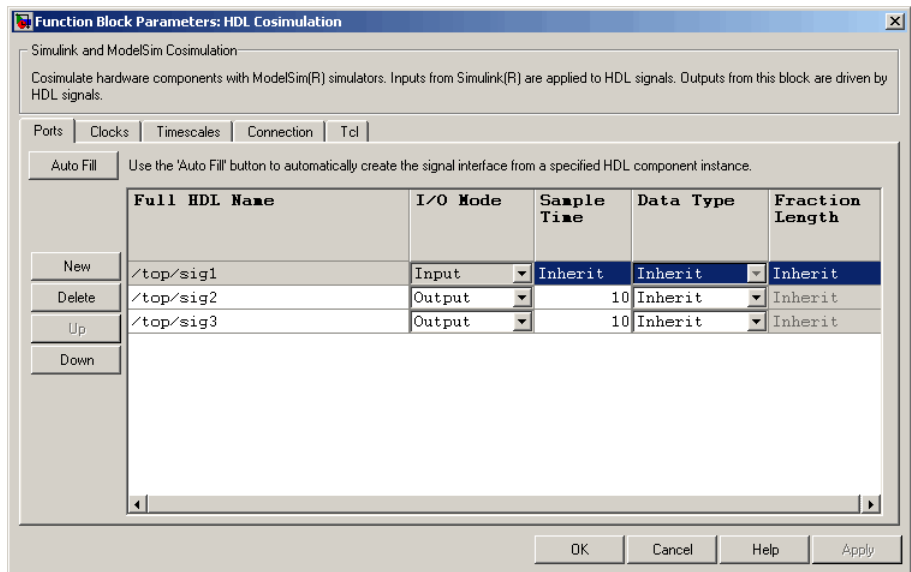 Function Block Parameters: HDL Cosimulation
Simulink and ModelSim Cosimulation
Cosimulate hardware components with ModelSim(R) simulators. Inputs from Simulink(R) are applied to HDL signals. Outputs from this block are driven by
HDL signals.
Ports Clocks Timescales Connection Tcl
Auto Fill Use the 'Auto Fill' button to automatically create the signal interface from a specified HDL component instance.
Full HDL Name I/O Mode Sample Time Data Type Fraction Length
New /top/sig1 Input Inherit Inherit Inherit
Delete /top/sig2 Output 10 Inherit Inherit
Up /top/sig3 Output 10 Inherit Inherit
Down
OK Cancel Help Apply